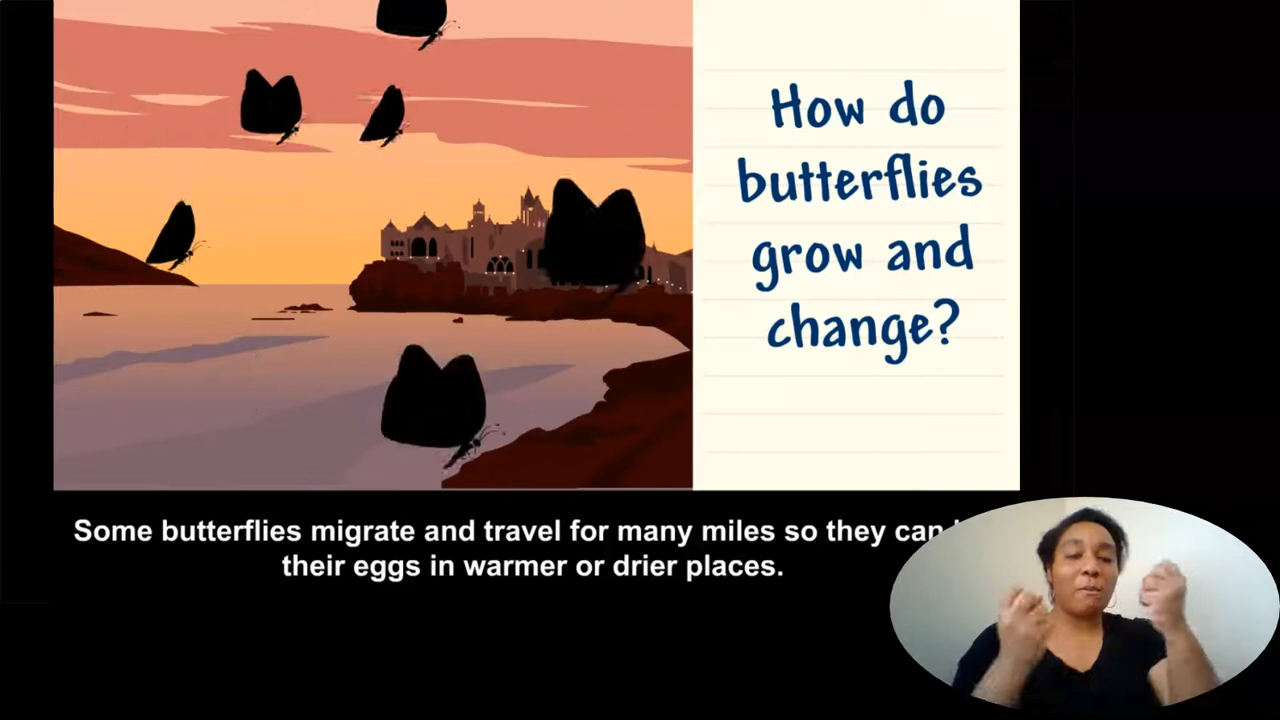 How do
butterflies
grow and
change?
Some butterflies migrate and travel for many miles so they can
their eggs in warmer or drier places.